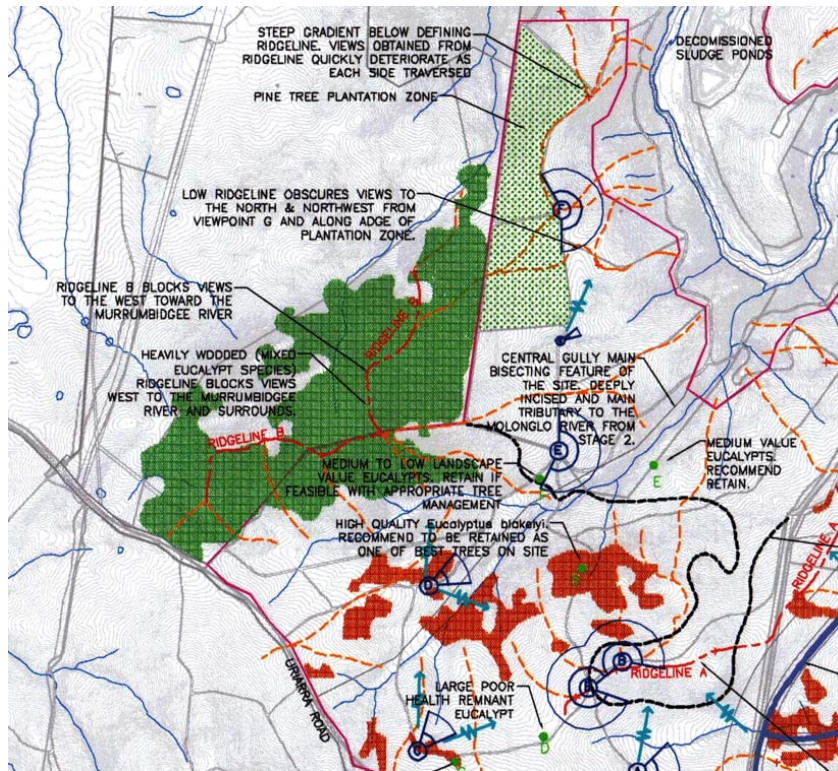 STEEP GRADIENT BELOW DEFINING
RIDGELINE. VIEWS OBTAINED FROM
RIDGELINE QUICKLY DETERIORATE AS
EACH SIDE TRAVERSED
PINE TREE PLANTATION ZONE
DECOMISSIONED
SLUDGE PONDS
LOW RIDGELINE OBSCURES VIEWS TO
THE NORTH & NORTHWEST FROM
VIEWPOINT G AND ALONG ADGE OF
PLANTATION ZONE.
F
RIDGELINE B BLOCKS VIEWS
TO THE WEST TOWARD THE
MURRUMBIDGEE RIVER
RIDGELINE B
HEAVILY WOODED (MIXED
EUCALYPT SPECIES)
RIDGELINE BLOCKS VIEWS
WEST TO THE MURRUMBIDGEE
RIVER AND SURROUNDS.
CENTRAL GULLY MAIN
BISECTING FEATURE OF
THE SITE. DEEPLY
INCISED AND MAIN
TRIBUTARY TO THE
MOLONGLO RIVER FROM
STAGE 2.
RIDGELINE B
E
MEDIUM VALUE
EUCALYPTS.
RECOMMEND
RETAIN.
E
MEDIUM TO LOW LANDSCAPE
VALUE EUCALYPTS. RETAIN IF
FEASIBLE WITH APPROPRIATE TREE
MANAGEMENT
F
HIGH QUALITY Eucalyptus blakelyi.
RECOMMEND TO BE RETAINED AS
ONE OF BEST TREES ON SITE
D
RIDGELINE
B
RIDGELINE A
URIARRA ROAD
LARGE POOR
HEALTH REMNANT
EUCALYPT
D